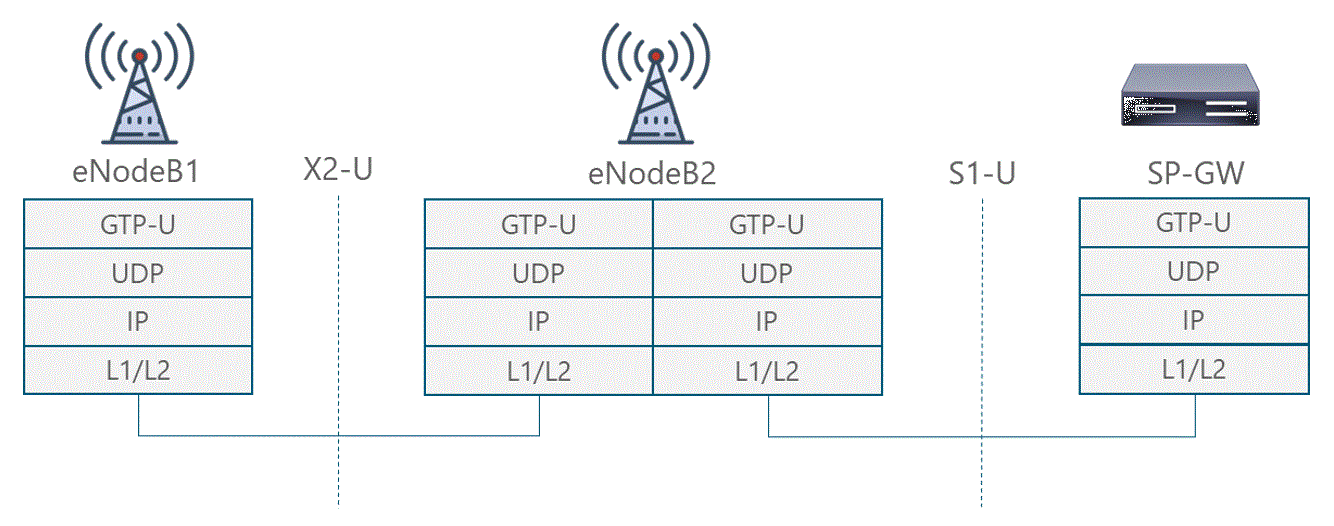 eNodeB1
X2-U
eNodeB2
S1-U
SP-GW
GTP-U
UDP
IP
L1/L2
GTP-U
GTP-U
UDP
UDP
IP
IP
L1/L2
L1/L2
GTP-U
UDP
IP
L1/L2